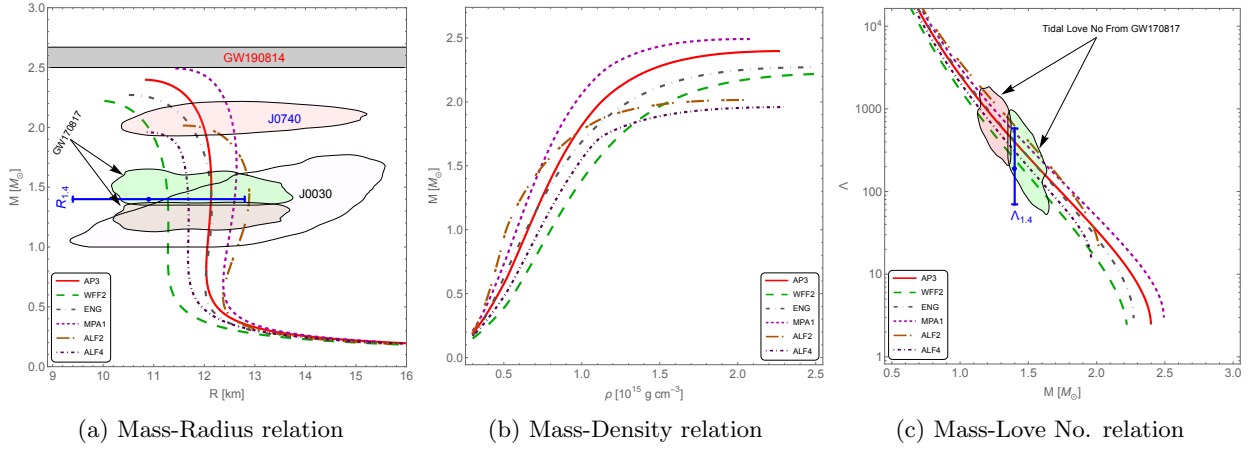 GW190814
J0740
GW170817
J0030
R1.4
M [M⊙]
3.0
2.5
2.0
1.5
1.0
0.5
0.0
AP3
WFF2
ENG
MPA1
ALF2
ALF4
9 10 11 12 13 14 15 16
R [km]
(a) Mass-Radius relation
M [M⊙]
2.5
2.0
1.5
1.0
0.5
0.0
AP3
WFF2
ENG
MPA1
ALF2
ALF4
0.5 1.0 1.5 2.0 2.5
ρ [10¹⁵ g cm⁻³]
(b) Mass-Density relation
Tidal Love No From GW170817
Λ
10⁴
1000
100
10
1
Λ1.4
AP3
WFF2
ENG
MPA1
ALF2
ALF4
0.5 1.0 1.5 2.0 2.5 3.0
M [M⊙]
(c) Mass-Love No. relation